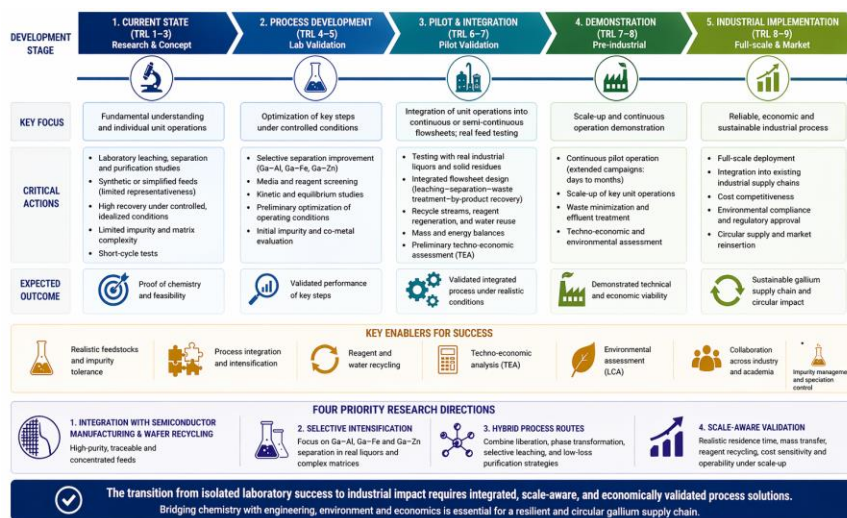 DEVELOPMENT
STAGE
1. CURRENT STATE
(TRL 1–3)
Research & Concept
2. PROCESS DEVELOPMENT
(TRL 4–5)
Lab Validation
3. PILOT & INTEGRATION
(TRL 6–7)
Pilot Validation
4. DEMONSTRATION
(TRL 7–8)
Pre-industrial
5. INDUSTRIAL IMPLEMENTATION
(TRL 8–9)
Full-scale & Market
KEY FOCUS
Fundamental understanding
and individual unit operations
Optimization of key steps
under controlled conditions
Integration of unit operations into
continuous or semi-continuous
flowsheets; real feed testing
Scale-up and continuous
operation demonstration
Reliable, economic and
sustainable industrial process
CRITICAL
ACTIONS
• Laboratory leaching, separation
and purification studies
• Synthetic or simplified feeds
(limited representativeness)
• High recovery under controlled,
idealized conditions
• Limited impurity and matrix
complexity
• Short-cycle tests
• Selective separation improvement
(Ga–Al, Ga–Fe, Ga–Zn)
• Media and reagent screening
• Kinetic and equilibrium studies
• Preliminary optimization of
operating conditions
• Initial impurity and co-metal
evaluation
• Testing with real industrial
liquors and solid residues
• Integrated flowsheet design
(leaching–separation–waste
treatment–by-product recovery)
• Recycle streams, reagent
regeneration, and water reuse
• Mass and energy balances
• Preliminary techno-economic
assessment (TEA)
• Continuous pilot operation
(extended campaigns:
days to months)
• Scale-up of key unit operations
• Waste minimization and
effluent treatment
• Techno-economic and
environmental assessment
• Full-scale deployment
• Integration into existing
industrial supply chains
• Cost competitiveness
• Environmental compliance
and regulatory approval
• Circular supply and market
reinsertion
EXPECTED
OUTCOME
Proof of chemistry
and feasibility
Validated performance
of key steps
Validated integrated
process under realistic
conditions
Demonstrated technical
and economic viability
Sustainable gallium
supply chain and
circular impact
KEY ENABLERS FOR SUCCESS
Realistic feedstocks
and impurity
tolerance
Process integration
and intensification
Reagent and
water recycling
Techno-economic
analysis (TEA)
Environmental
assessment
(LCA)
Collaboration
across industry
and academia
Impurity managemen
and speciation
control
FOUR PRIORITY RESEARCH DIRECTIONS
1. INTEGRATION WITH SEMICONDUCTOR
MANUFACTURING & WAFER RECYCLING
High-purity, traceable and
concentrated feeds
2. SELECTIVE INTENSIFICATION
Focus on Ga–Al, Ga–Fe and Ga–Zn
separation in real liquors and
complex matrices
3. HYBRID PROCESS ROUTES
Combine liberation, phase transformation,
selective leaching, and low-loss
purification strategies
4. SCALE-AWARE VALIDATION
Realistic residence time, mass transfer,
reagent recycling, cost sensitivity and
operability under scale-up
The transition from isolated laboratory success to industrial impact requires integrated, scale-aware, and economically validated process solutions.
Bridging chemistry with engineering, environment and economics is essential for a resilient and circular gallium supply chain.